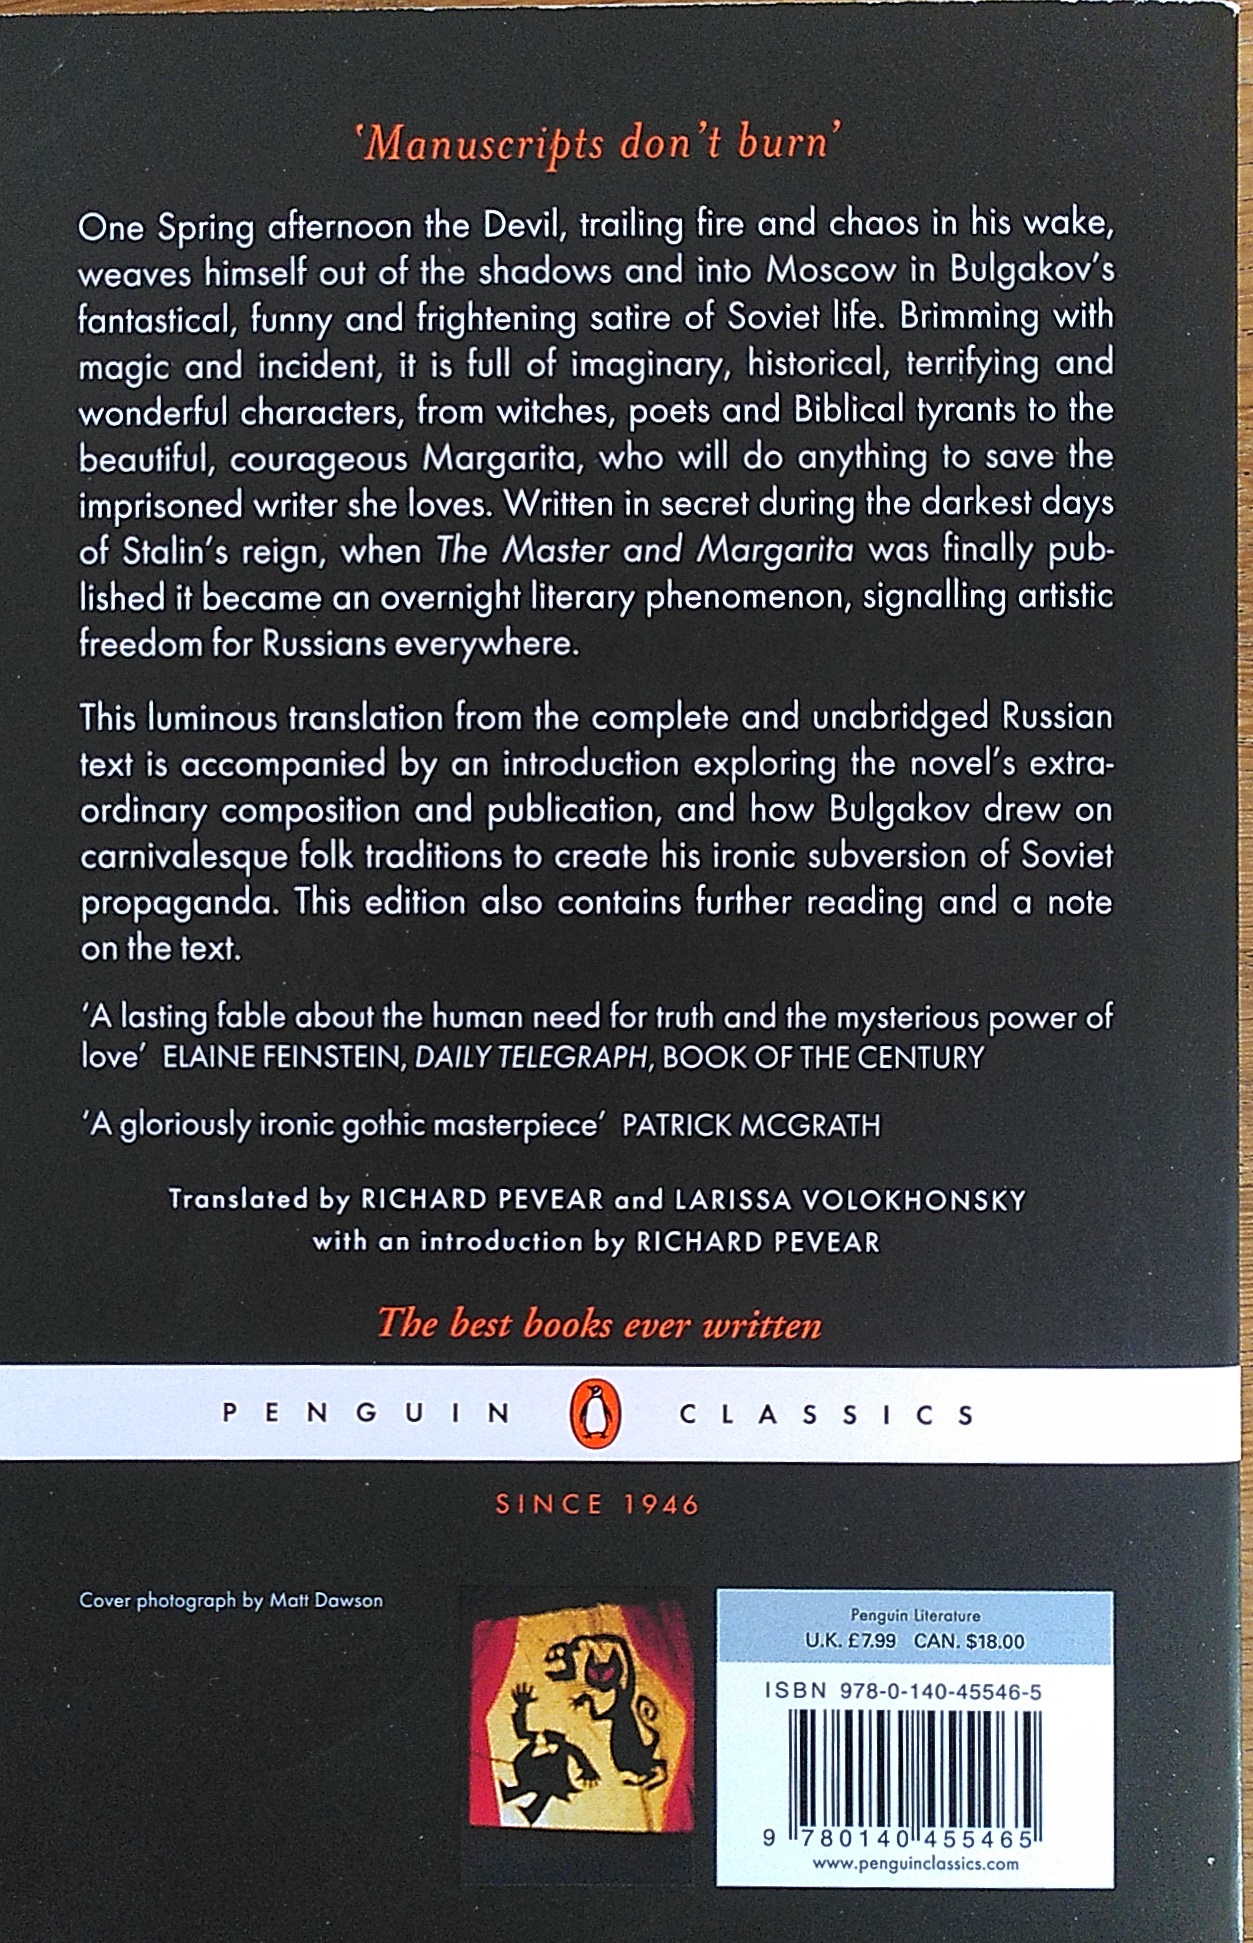 ‘Manuscripts don’t burn’
One Spring afternoon the Devil, trailing fire and chaos in his wake,
weaves himself out of the shadows and into Moscow in Bulgakov’s
fantastical, funny and frightening satire of Soviet life. Brimming with
magic and incident, it is full of imaginary, historical, terrifying and
wonderful characters, from witches, poets and Biblical tyrants to the
beautiful, courageous Margarita, who will do anything to save the
imprisoned writer she loves. Written in secret during the darkest days
of Stalin’s reign, when The Master and Margarita was finally pub-
lished it became an overnight literary phenomenon, signalling artistic
freedom for Russians everywhere.
This luminous translation from the complete and unabridged Russian
text is accompanied by an introduction exploring the novel’s extra-
ordinary composition and publication, and how Bulgakov drew on
carnivalesque folk traditions to create his ironic subversion of Soviet
propaganda. This edition also contains further reading and a note
on the text.
‘A lasting fable about the human need for truth and the mysterious power of
love’ ELAINE FEINSTEIN, DAILY TELEGRAPH, BOOK OF THE CENTURY
‘A gloriously ironic gothic masterpiece’ PATRICK MCGRATH
Translated by RICHARD PEVEAR and LARISSA VOLOKHONSKY
with an introduction by RICHARD PEVEAR
The best books ever written
PENGUIN CLASSICS
SINCE 1946
Cover photograph by Matt Dawson
Penguin Literature
U.K. £7.99 CAN. $18.00
ISBN 978-0-140-45546-5
9 780140 455465
www.penguinclassics.com